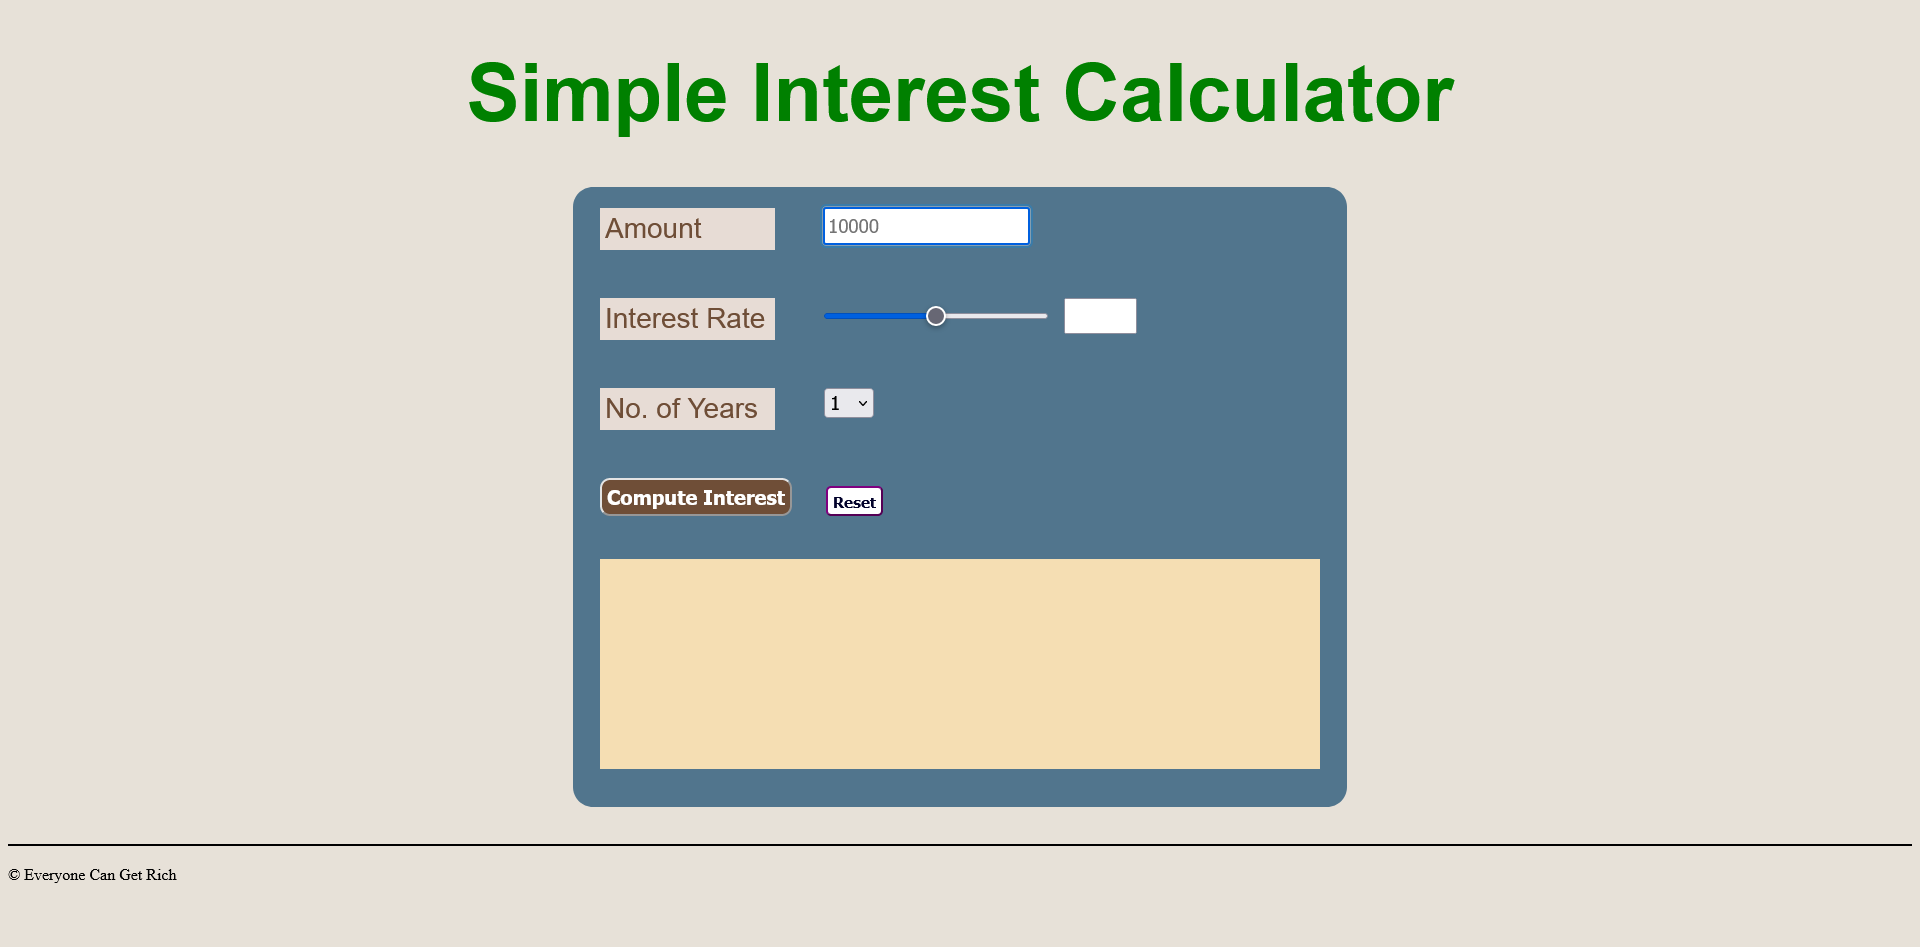 Simple Interest Calculator
Amount 10000
Interest Rate
No. of Years 1
Compute Interest Reset
© Everyone Can Get Rich